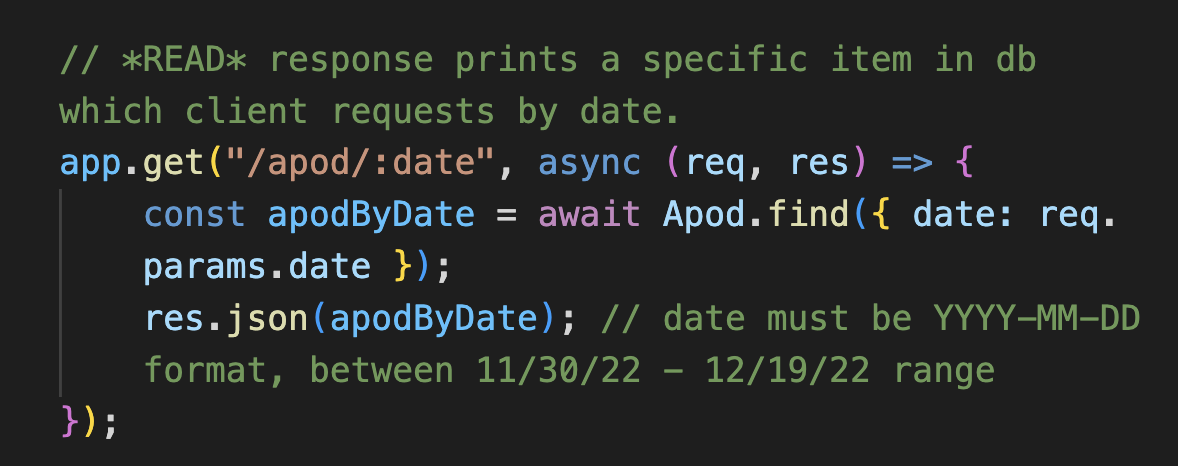 // *READ* response prints a specific item in db
which client requests by date.
app.get("/apod/:date", async (req, res) => {
const apodByDate = await Apod.find({ date: req.
params.date });
res.json(apodByDate); // date must be YYYY-MM-DD
format, between 11/30/22 - 12/19/22 range
});